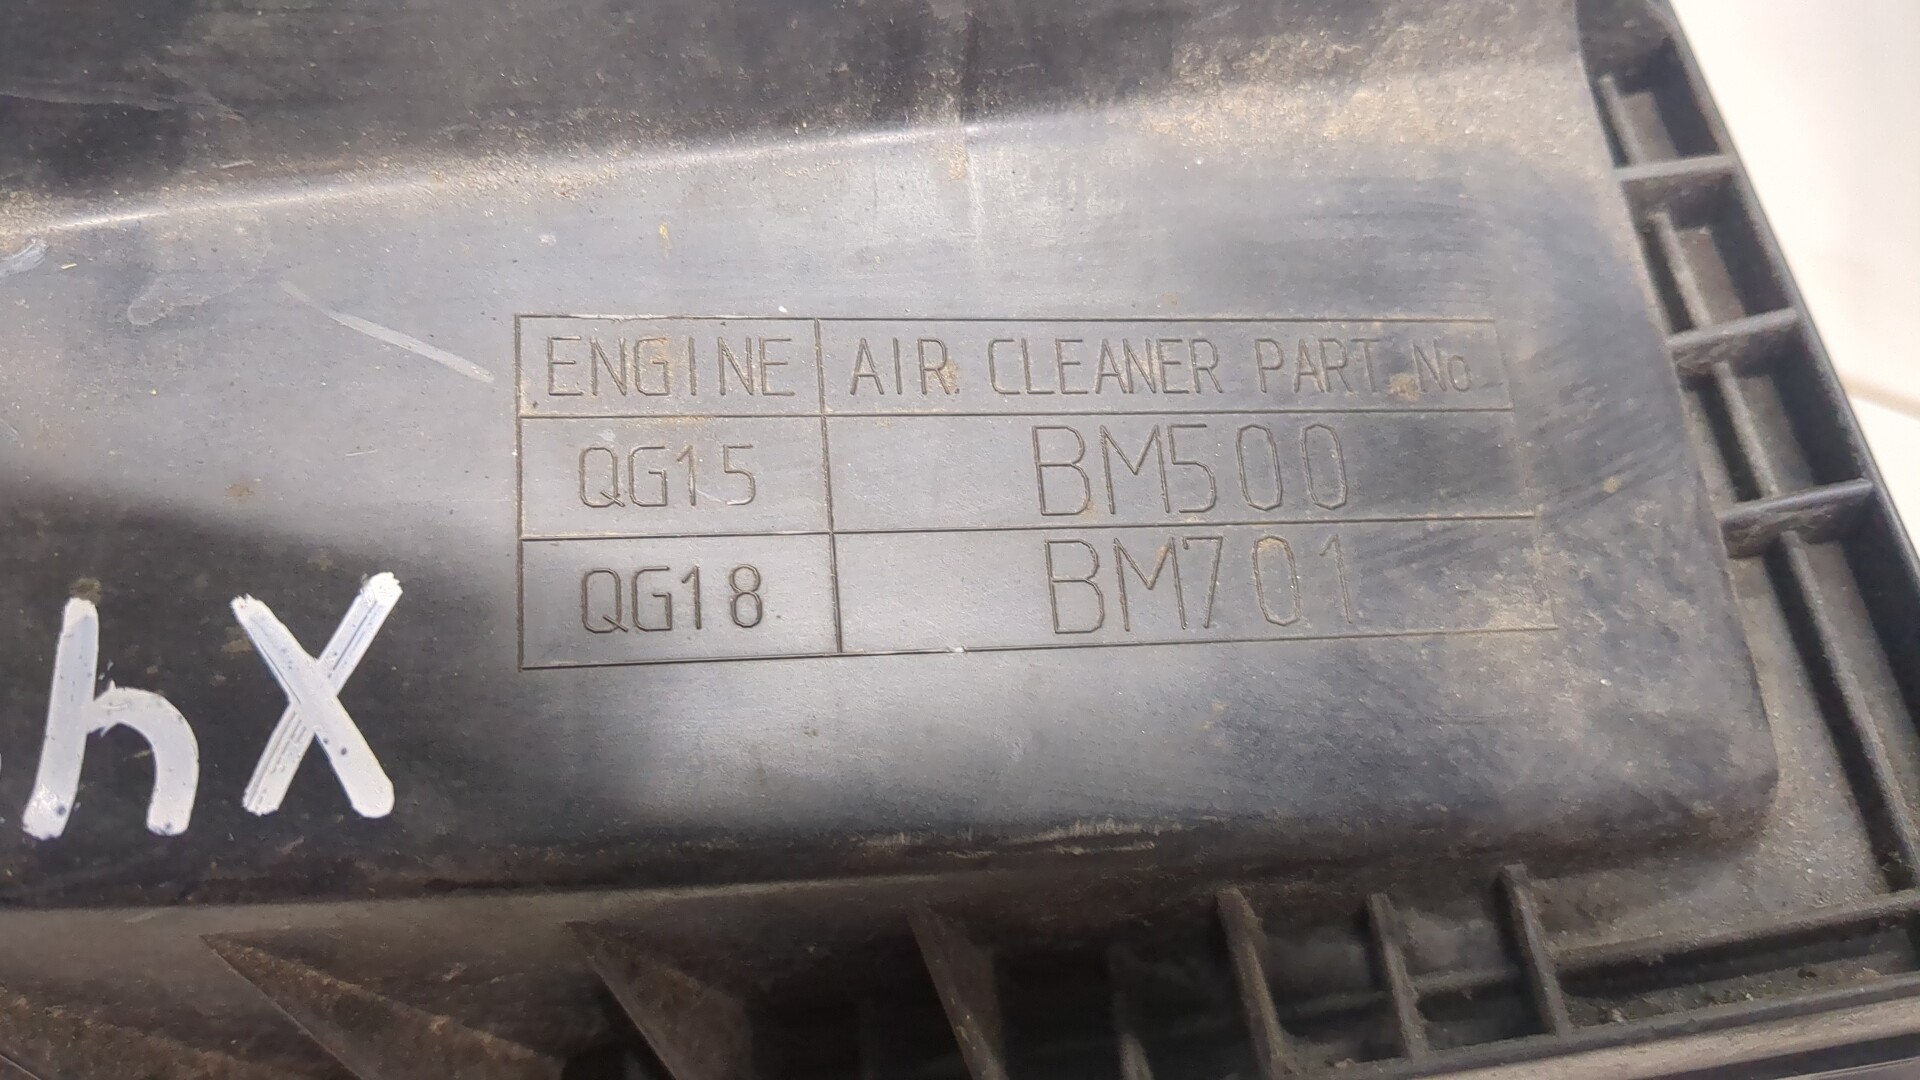 ENGINE AIR CLEANER PART No
QG15 BM500
QG18 BM701
hX